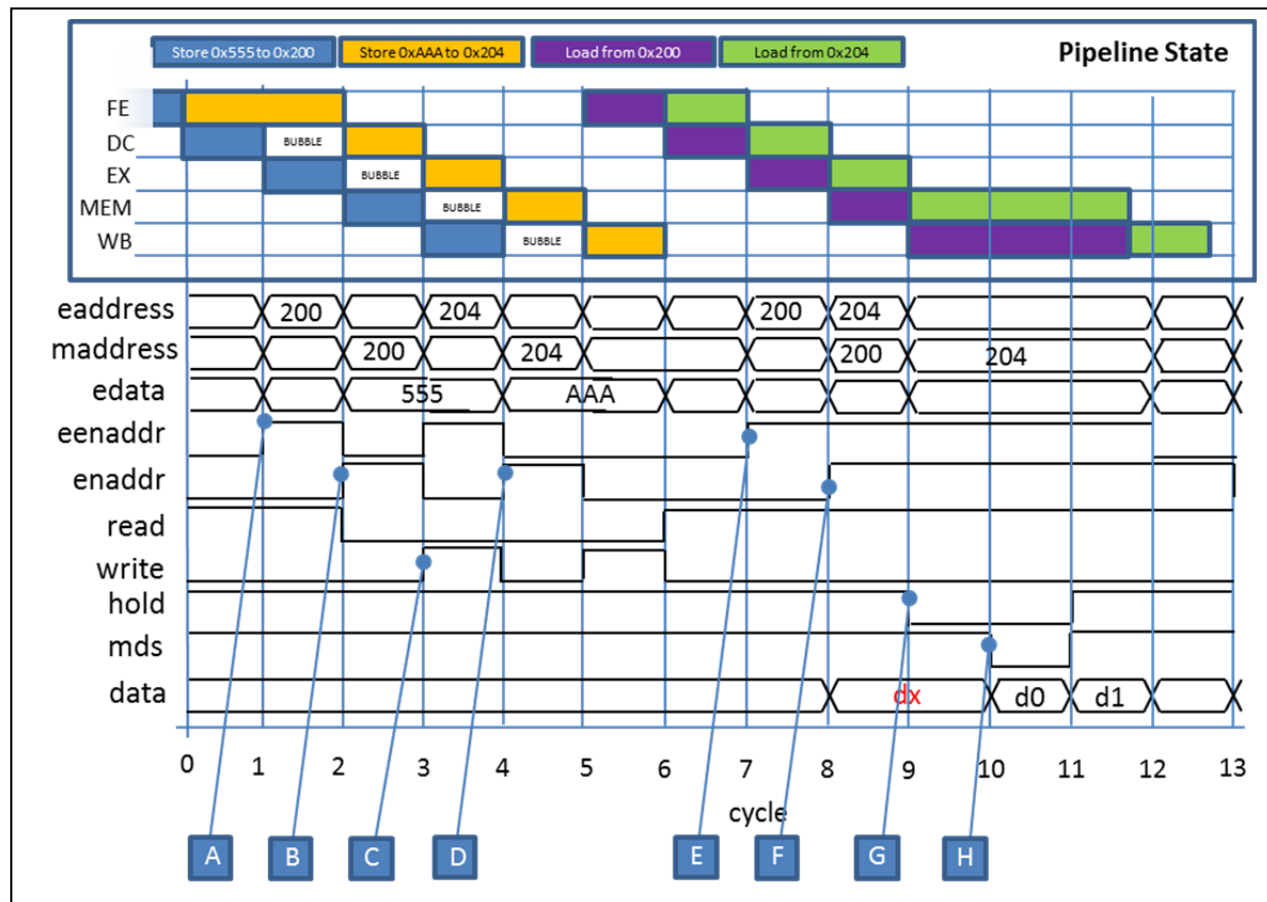 Store 0x555 to 0x200 Store 0xAAA to 0x204 Load from 0x200 Load from 0x204 Pipeline State
FE
DC BUBBLE
EX BUBBLE
MEM BUBBLE
WB BUBBLE
eaddress 200 204 200 204
maddress 200 204 200 204
edata 555 AAA
eenaddr
enaddr
read
write
hold
mds
data dx d0 d1
0 1 2 3 4 5 6 7 8 9 10 11 12 13
cycle
A B C D E F G H